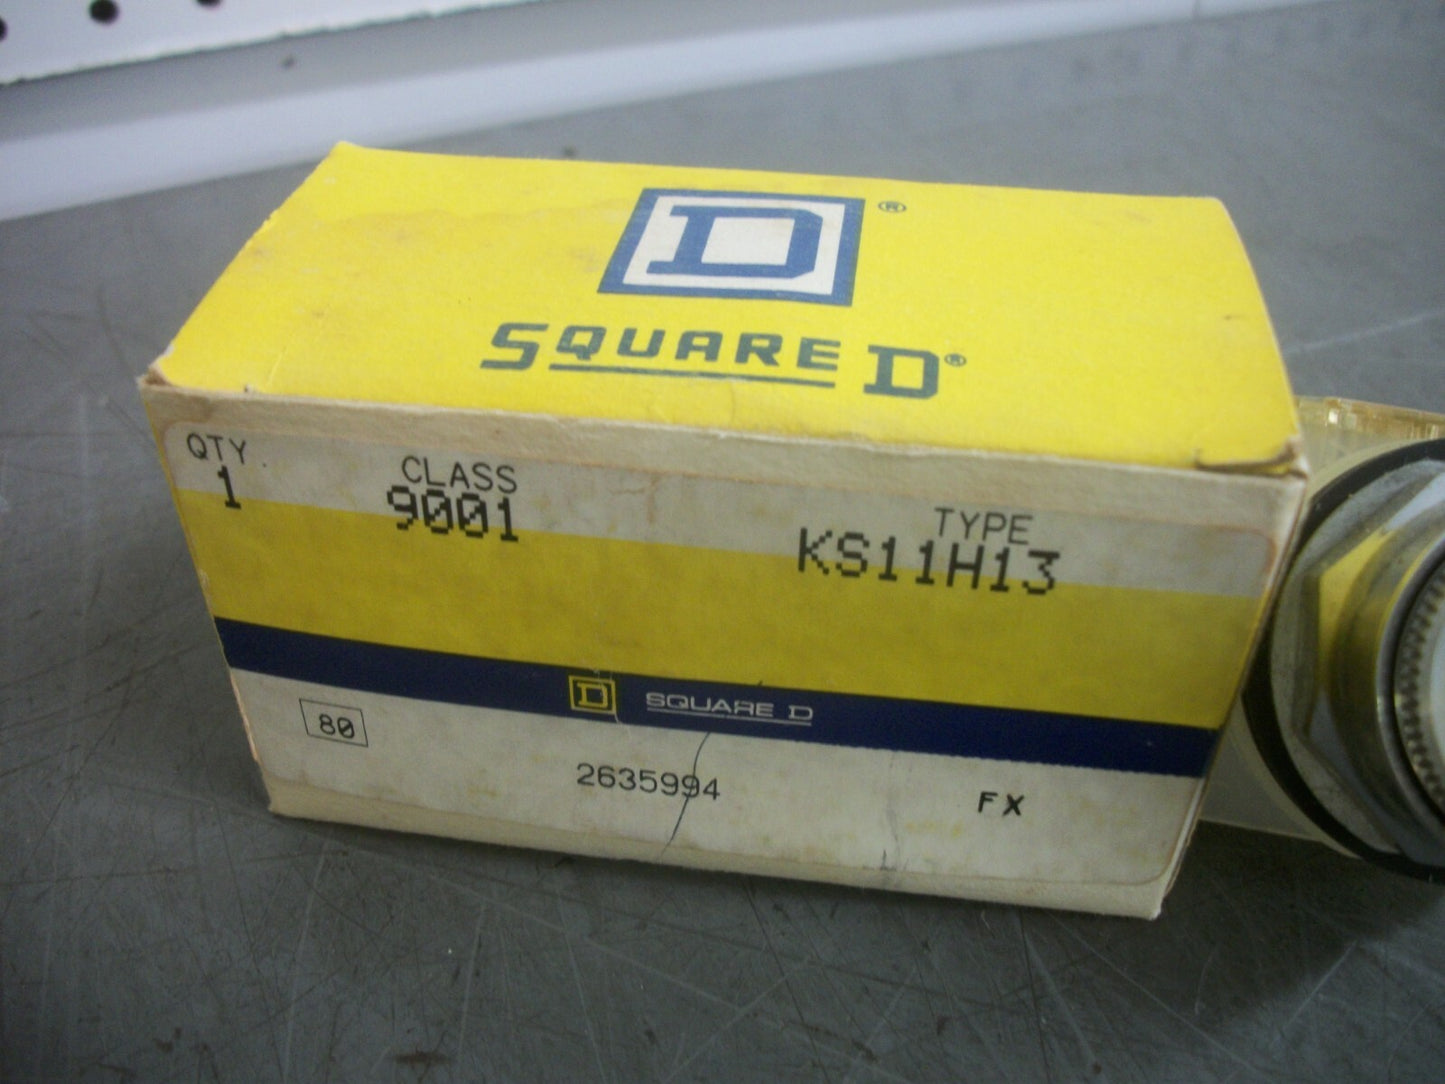 D ®
SQUARE D®
QTY CLASS TYPE
1 9001 KS11H13
D SQUARE D
80
2635994 FX